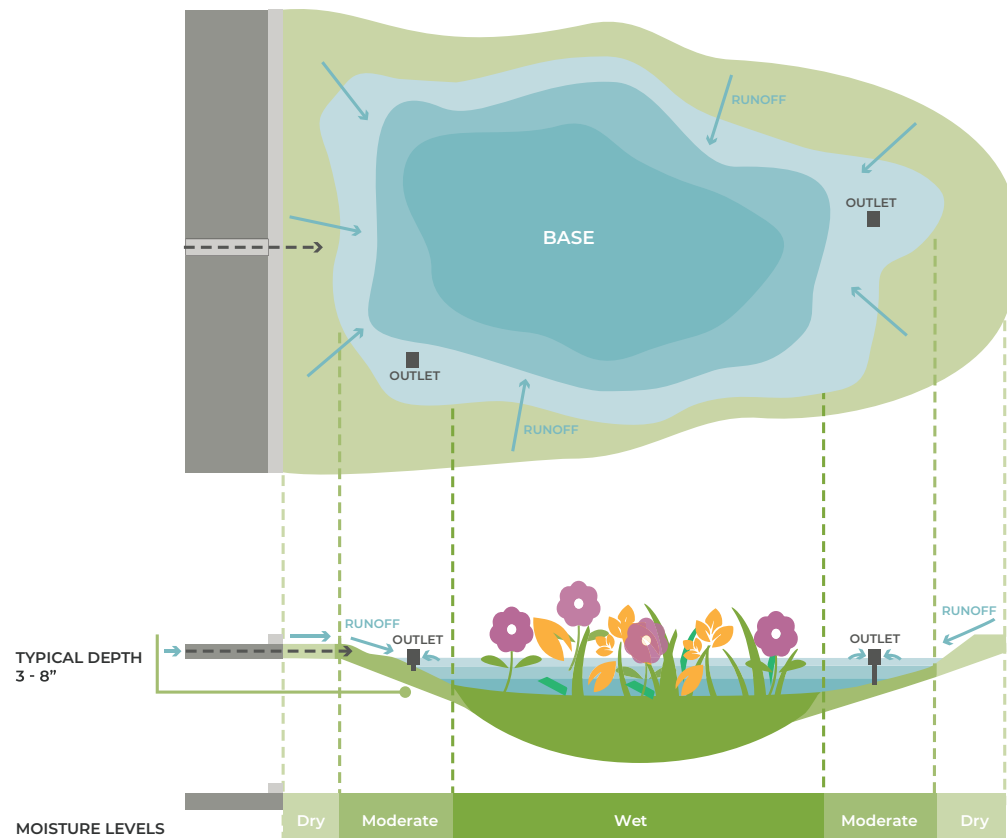 RUNOFF
OUTLET
BASE
OUTLET
RUNOFF
RUNOFF
RUNOFF
OUTLET
OUTLET
TYPICAL DEPTH
3 - 8”
MOISTURE LEVELS
Dry
Moderate
Wet
Moderate
Dry